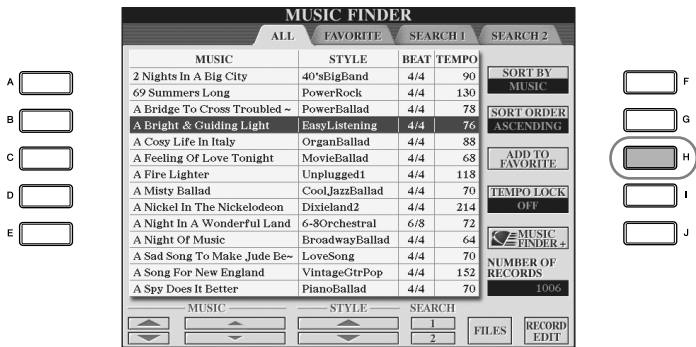 MUSIC FINDER
ALL FAVORITE SEARCH 1 SEARCH 2
MUSIC STYLE BEAT TEMPO
2 Nights In A Big City 40'sBigBand 4/4 90
69 Summers Long PowerRock 4/4 130
A Bridge To Cross Troubled ~ PowerBallad 4/4 78
A Bright & Guiding Light EasyListening 4/4 76
A Cosy Life In Italy OrganBallad 4/4 88
A Feeling Of Love Tonight MovieBallad 4/4 68
A Fire Lighter Unplugged1 4/4 118
A Misty Ballad CoolJazzBallad 4/4 70
A Nickel In The Nickelodeon Dixieland2 4/4 214
A Night In A Wonderful Land 6-8Orchestral 6/8 72
A Night Of Music BroadwayBallad 4/4 64
A Sad Song To Make Jude Be~ LoveSong 4/4 70
A Song For New England VintageGtrPop 4/4 152
A Spy Does It Better PianoBallad 4/4 70
SORT BY
MUSIC
SORT ORDER
ASCENDING
ADD TO
FAVORITE
TEMPO LOCK
OFF
MUSIC
FINDER+
NUMBER OF
RECORDS
1006
MUSIC STYLE SEARCH
1
2
FILES
RECORD
EDIT
A
B
C
D
E
F
G
H
I
J